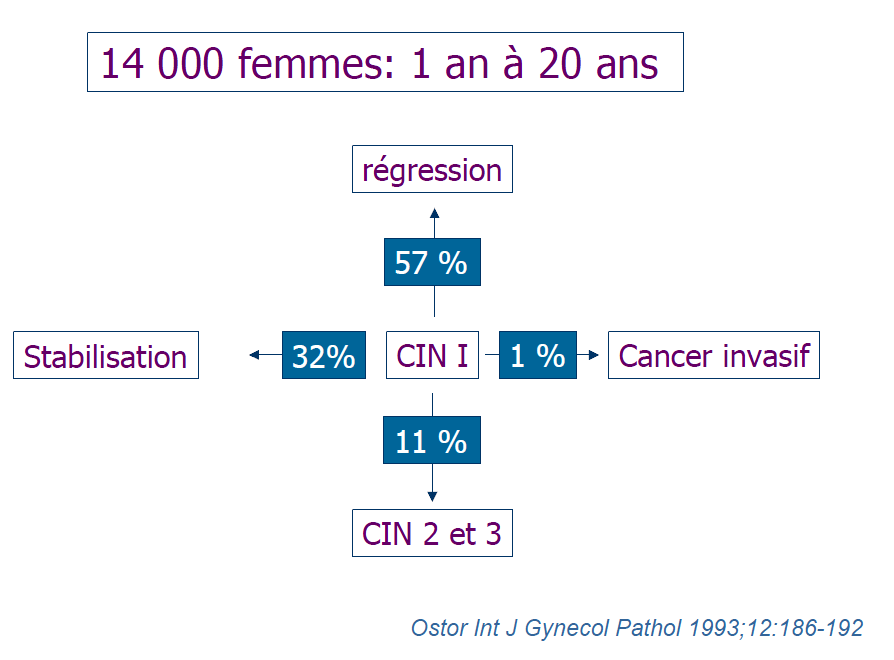 14 000 femmes: 1 an à 20 ans
régression
57 %
Stabilisation
32%
CIN I
1 %
Cancer invasif
11 %
CIN 2 et 3
Ostor Int J Gynecol Pathol 1993;12:186-192